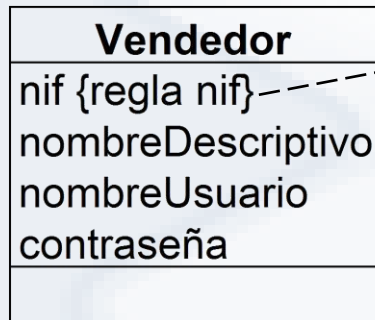 Vendedor
nif {regla nif}
nombreDescriptivo
nombreUsuario
contraseña